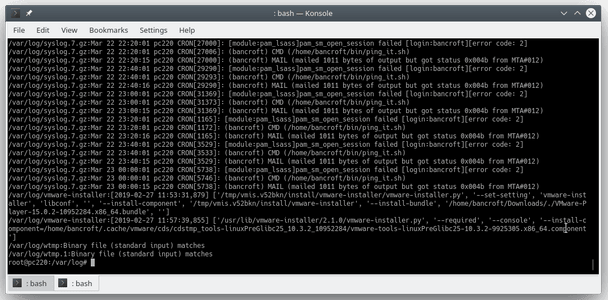 : bash — Konsole
File Edit View Bookmarks Settings Help
/var/log/syslog.7.gz:Mar 22 22:20:01 pc220 CRON[27000]: [module:pam_lsass]pam_sm_open_session failed [login:bancroft][error code: 2]
/var/log/syslog.7.gz:Mar 22 22:20:01 pc220 CRON[27006]: (bancroft) CMD (/home/bancroft/bin/ping_it.sh)
/var/log/syslog.7.gz:Mar 22 22:20:15 pc220 CRON[27000]: (bancroft) MAIL (mailed 1011 bytes of output but got status 0x004b from MTA#012)
/var/log/syslog.7.gz:Mar 22 22:40:01 pc220 CRON[29290]: [module:pam_lsass]pam_sm_open_session failed [login:bancroft][error code: 2]
/var/log/syslog.7.gz:Mar 22 22:40:01 pc220 CRON[29293]: (bancroft) CMD (/home/bancroft/bin/ping_it.sh)
/var/log/syslog.7.gz:Mar 22 22:40:16 pc220 CRON[29290]: (bancroft) MAIL (mailed 1011 bytes of output but got status 0x004b from MTA#012)
/var/log/syslog.7.gz:Mar 22 23:00:01 pc220 CRON[31369]: [module:pam_lsass]pam_sm_open_session failed [login:bancroft][error code: 2]
/var/log/syslog.7.gz:Mar 22 23:00:01 pc220 CRON[31373]: (bancroft) CMD (/home/bancroft/bin/ping_it.sh)
/var/log/syslog.7.gz:Mar 22 23:00:15 pc220 CRON[31369]: (bancroft) MAIL (mailed 1011 bytes of output but got status 0x004b from MTA#012)
/var/log/syslog.7.gz:Mar 22 23:20:01 pc220 CRON[1165]: [module:pam_lsass]pam_sm_open_session failed [login:bancroft][error code: 2]
/var/log/syslog.7.gz:Mar 22 23:20:01 pc220 CRON[1172]: (bancroft) CMD (/home/bancroft/bin/ping_it.sh)
/var/log/syslog.7.gz:Mar 22 23:20:16 pc220 CRON[1165]: (bancroft) MAIL (mailed 1011 bytes of output but got status 0x004b from MTA#012)
/var/log/syslog.7.gz:Mar 22 23:40:01 pc220 CRON[3529]: [module:pam_lsass]pam_sm_open_session failed [login:bancroft][error code: 2]
/var/log/syslog.7.gz:Mar 22 23:40:01 pc220 CRON[3533]: (bancroft) CMD (/home/bancroft/bin/ping_it.sh)
/var/log/syslog.7.gz:Mar 22 23:40:15 pc220 CRON[3529]: (bancroft) MAIL (mailed 1011 bytes of output but got status 0x004b from MTA#012)
/var/log/syslog.7.gz:Mar 23 00:00:01 pc220 CRON[5738]: [module:pam_lsass]pam_sm_open_session failed [login:bancroft][error code: 2]
/var/log/syslog.7.gz:Mar 23 00:00:01 pc220 CRON[5746]: (bancroft) CMD (/home/bancroft/bin/ping_it.sh)
/var/log/syslog.7.gz:Mar 23 00:00:15 pc220 CRON[5738]: (bancroft) MAIL (mailed 1011 bytes of output but got status 0x004b from MTA#012)
/var/log/vmware-installer:[2019-02-27 11:53:31,879] ['/tmp/vmis.v52bkn/install/vmware-installer/vmware-installer.py', '--set-setting', 'vmware-inst
aller', 'libconf', '', '--install-component', '/tmp/vmis.v52bkn/install/vmware-installer', '--install-bundle', '/home/bancroft/Downloads/./VMware-P
layer-15.0.2-10952284.x86_64.bundle', '']
/var/log/vmware-installer:[2019-02-27 11:57:39,855] ['/usr/lib/vmware-installer/2.1.0/vmware-installer.py', '--required', '--console', '--install-c
omponent=/home/bancroft/.cache/vmware/cds/cdstmp_tools-linuxPreGlibc25_10.3.2_10952284/vmware-tools-linuxPreGlibc25-10.3.2-9925305.x86_64.component
']
/var/log/wtmp:Binary file (standard input) matches
/var/log/wtmp.1:Binary file (standard input) matches
root@pc220:/var/log#
: bash : bash